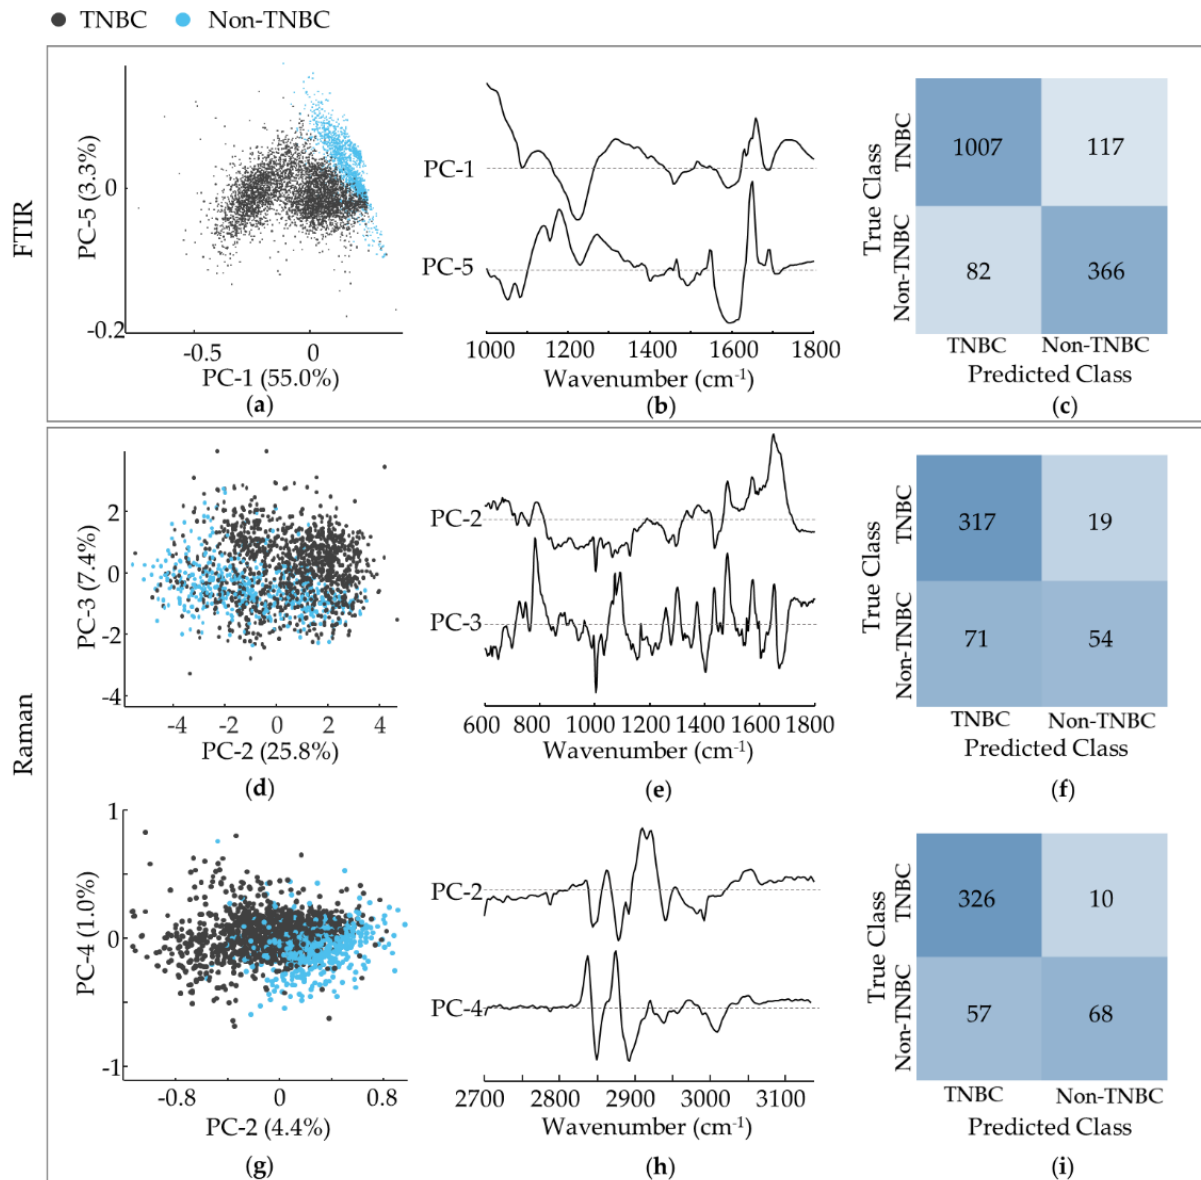 TNBC Non-TNBC
FTIR
PC-5 (3.3%)
0
-0.2
-0.5 0
PC-1 (55.0%)
(a)
PC-1
PC-5
1000 1200 1400 1600 1800
Wavenumber (cm⁻¹)
(b)
True Class
TNBC
Non-TNBC
1007 117
82 366
TNBC Non-TNBC
Predicted Class
(c)
Raman
PC-3 (7.4%)
2
0
-2
-4
-4 -2 0 2 4
PC-2 (25.8%)
(d)
PC-2
PC-3
600 1000 1400 1800
Wavenumber (cm⁻¹)
(e)
True Class
TNBC
Non-TNBC
317 19
71 54
TNBC Non-TNBC
Predicted Class
(f)
PC-4 (1.0%)
1
0
-1
-0.8 0 0.8
PC-2 (4.4%)
(g)
PC-2
PC-4
2700 2800 2900 3000 3100
Wavenumber (cm⁻¹)
(h)
True Class
TNBC
Non-TNBC
326 10
57 68
TNBC Non-TNBC
Predicted Class
(i)